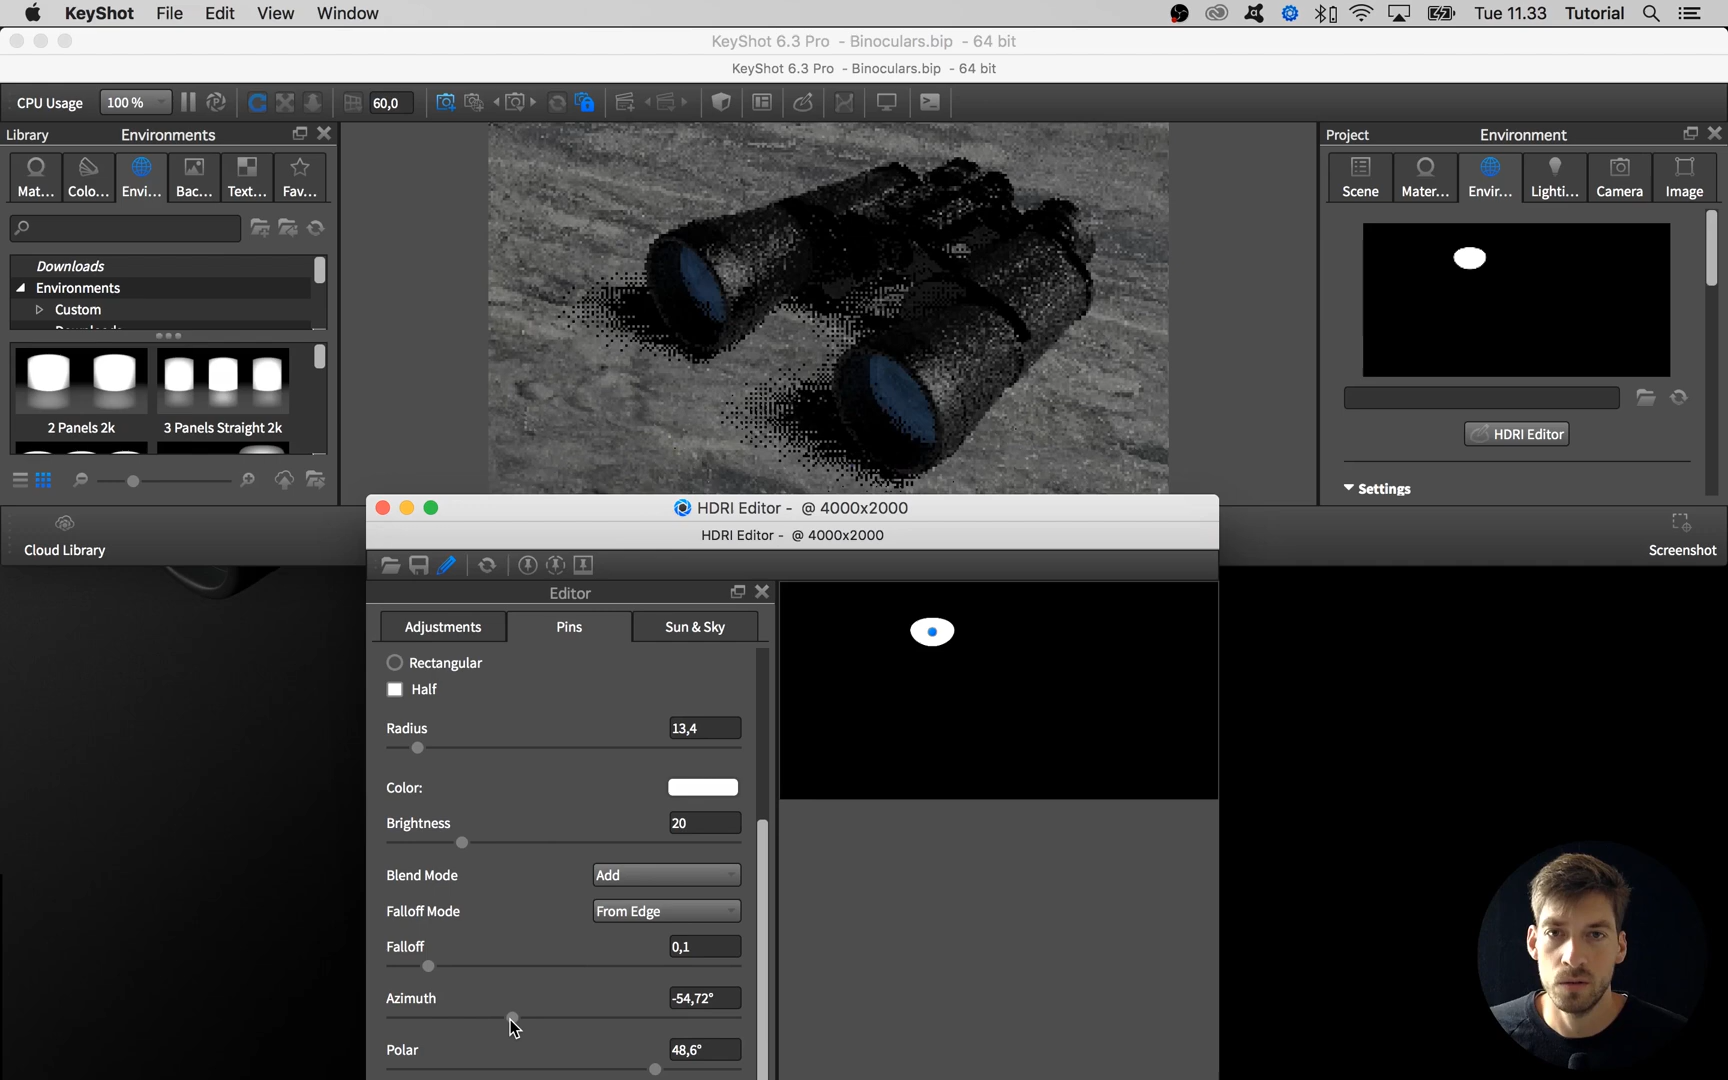 KeyShot File Edit View Window
Tue 11.33 Tutorial
KeyShot 6.3 Pro - Binoculars.bip - 64 bit
KeyShot 6.3 Pro - Binoculars.bip - 64 bit
CPU Usage 100 % 60,0
Library Environments
Project Environment
Mat... Colo... Envi... Bac... Text... Fav...
Scene Mater... Envir... Lighti... Camera Image
Downloads
Environments
Custom
2 Panels 2k 3 Panels Straight 2k
HDRI Editor
Settings
Cloud Library
Screenshot
HDRI Editor - @ 4000x2000
HDRI Editor - @ 4000x2000
Editor
Adjustments Pins Sun & Sky
Rectangular
Half
Radius 13,4
Color:
Brightness 20
Blend Mode Add
Falloff Mode From Edge
Falloff 0,1
Azimuth -54,72°
Polar 48,6°